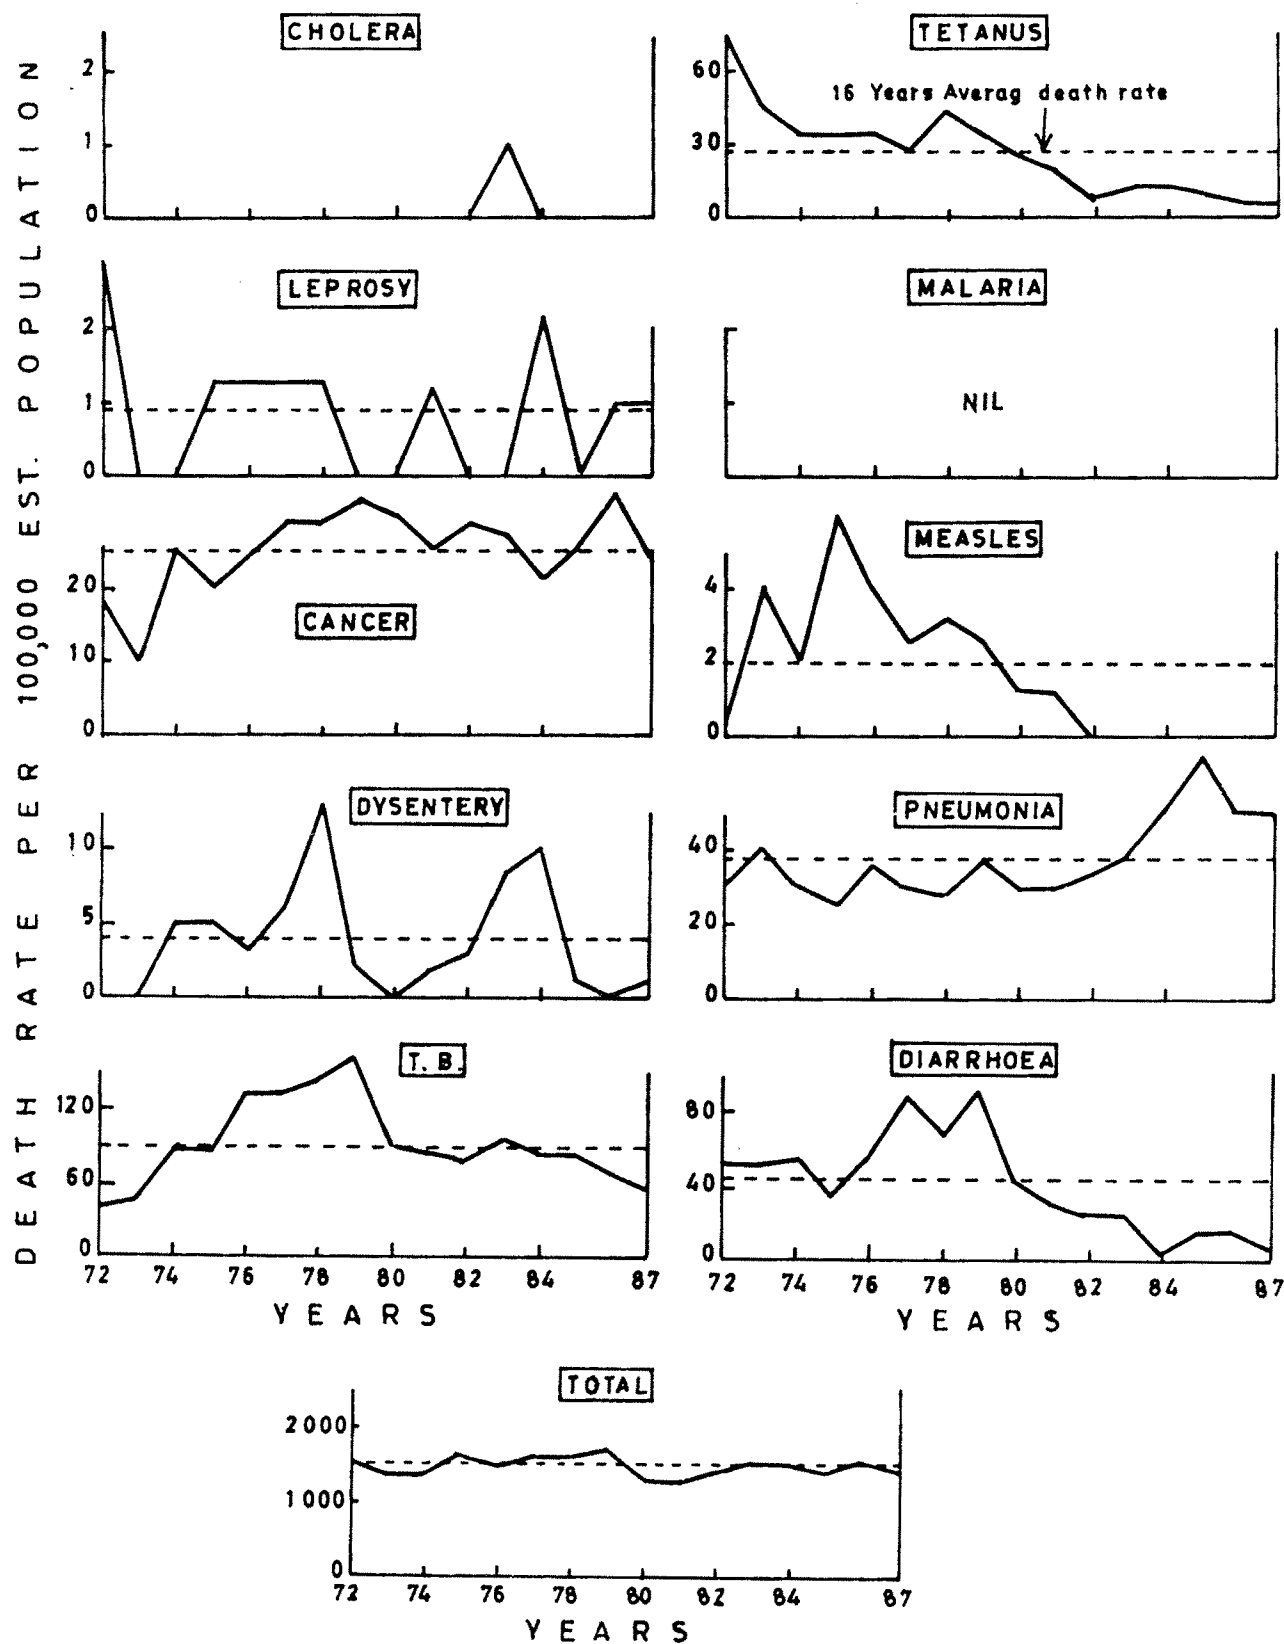 DEATH RATE PER 100,000 EST. POPULATION
CHOLERA
2
1
0
TETANUS
60
30
0
16 Years Averag death rate
LEPROSY
2
1
0
MALARIA
NIL
CANCER
20
10
0
MEASLES
4
2
0
DYSENTERY
10
5
0
PNEUMONIA
40
20
0
T. B.
120
60
0
72 74 76 78 80 82 84 87
YEARS
DIARRHOEA
80
40
0
72 74 76 78 80 82 84 87
YEARS
TOTAL
2000
1000
0
72 74 76 78 80 82 84 87
YEARS